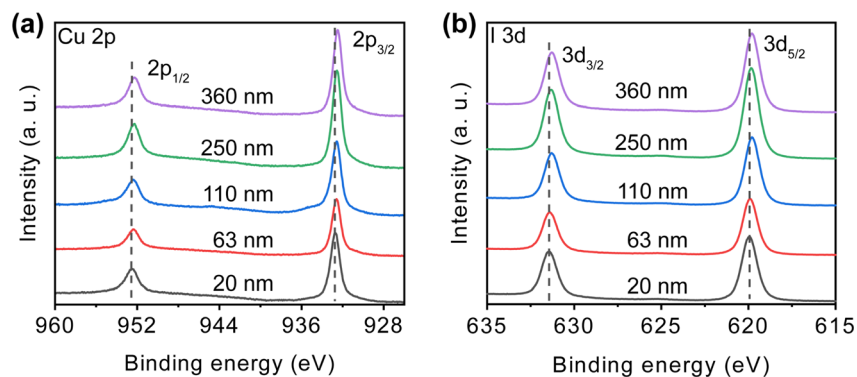 (a)
Cu 2p
2p1/2
2p3/2
360 nm
250 nm
110 nm
63 nm
20 nm
Intensity (a. u.)
960 952 944 936 928
Binding energy (eV)
(b)
I 3d
3d3/2
3d5/2
360 nm
250 nm
110 nm
63 nm
20 nm
Intensity (a. u.)
635 630 625 620 615
Binding energy (eV)